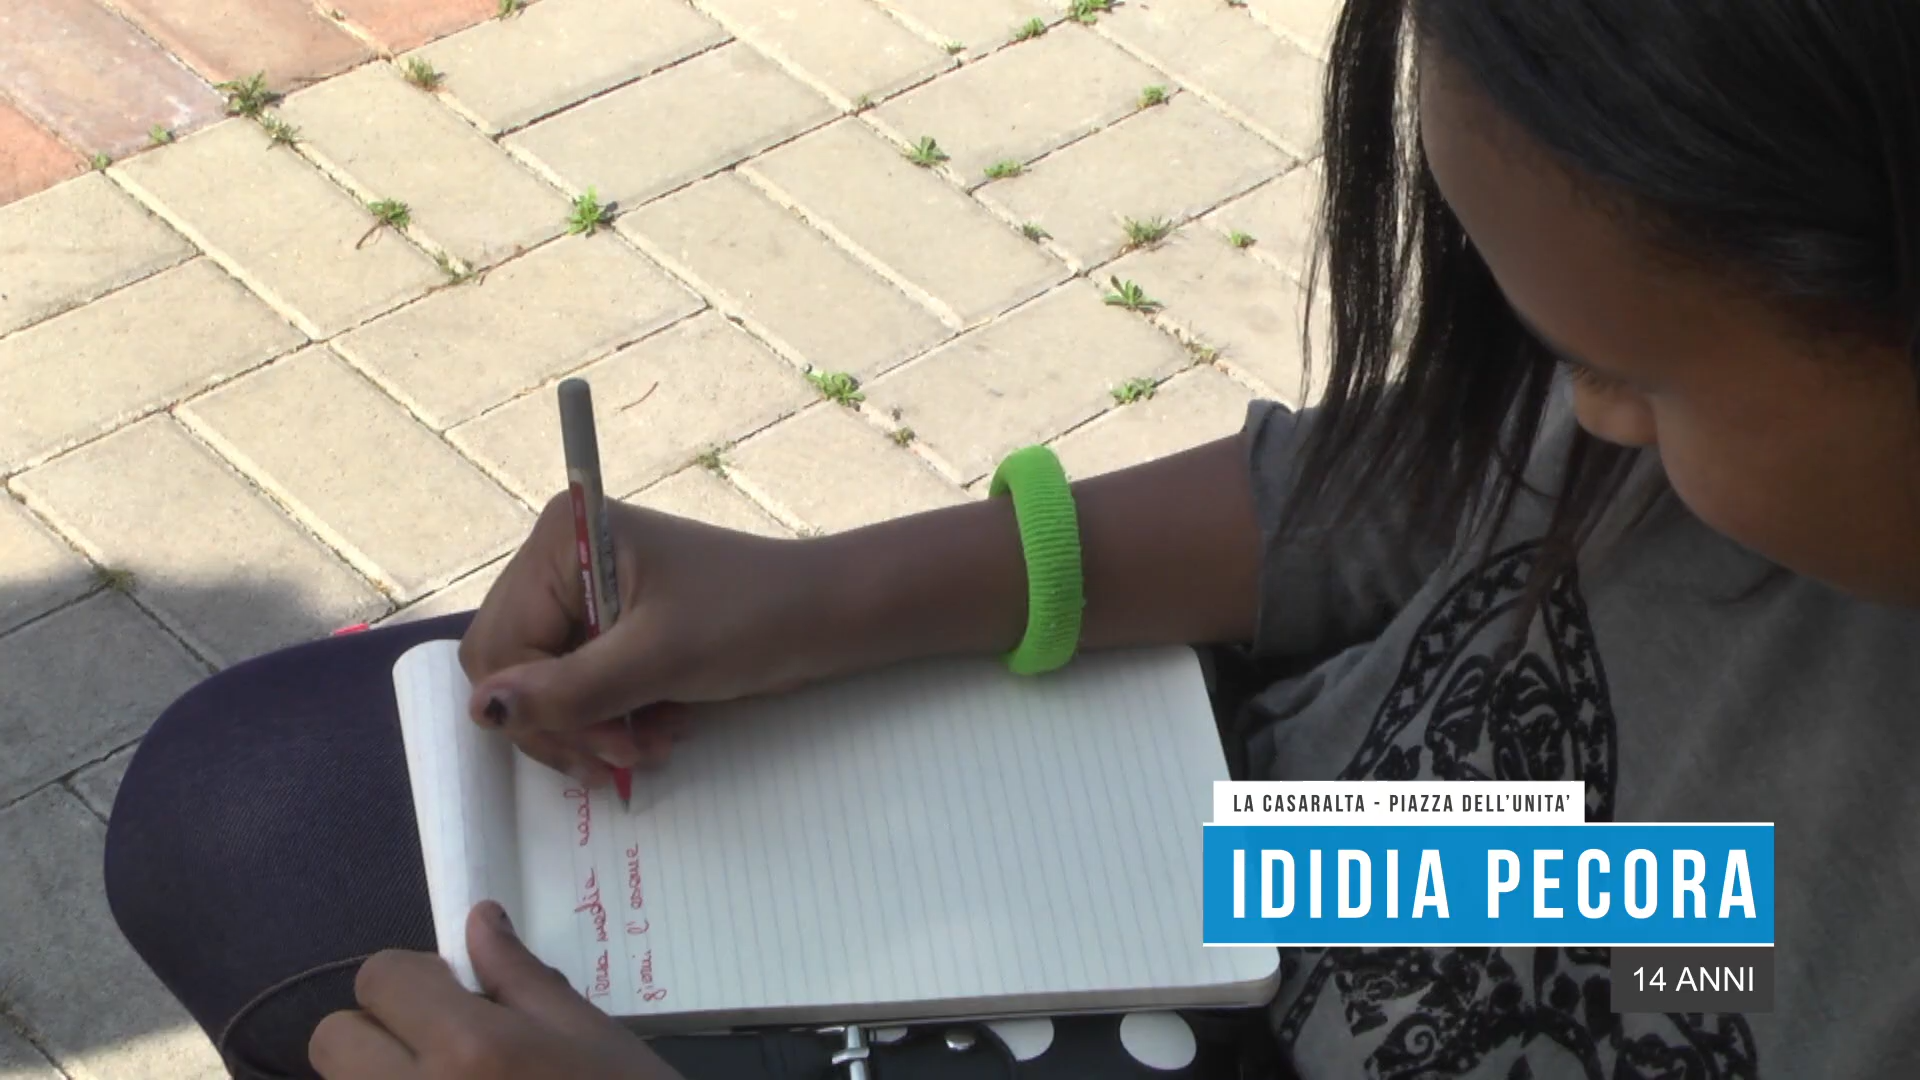 LA CASARALTA - PIAZZA DELL'UNITA'
IDIDIA PECORA
14 ANNI
Terza media
giorni l' esame